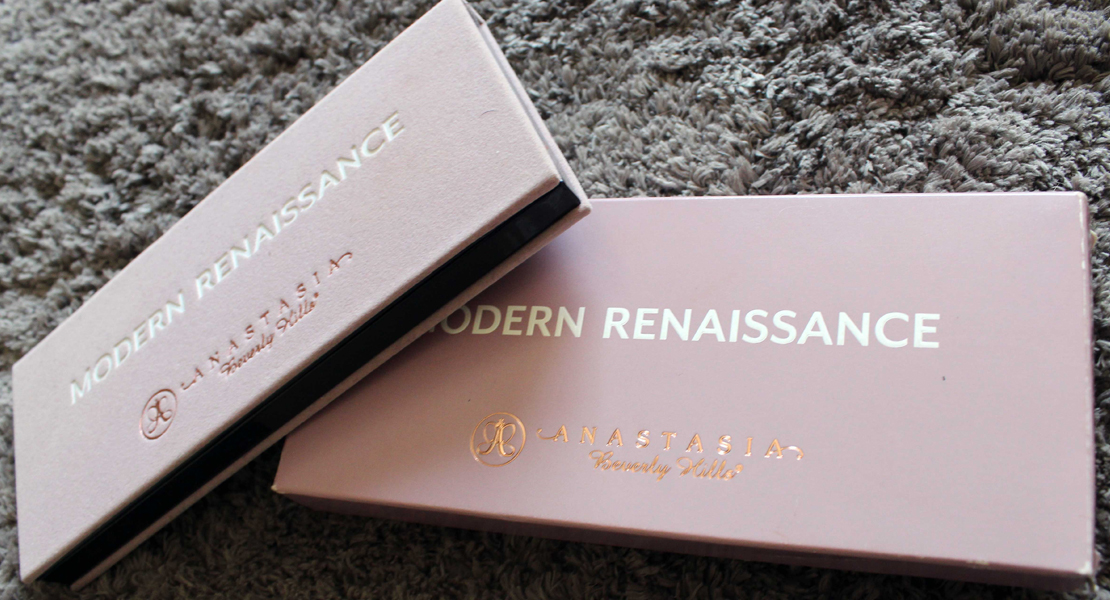 MODERN RENAISSANCE
ANASTASIA
Beverly Hills®
MODERN RENAISSANCE
ANASTASIA
Beverly Hills®